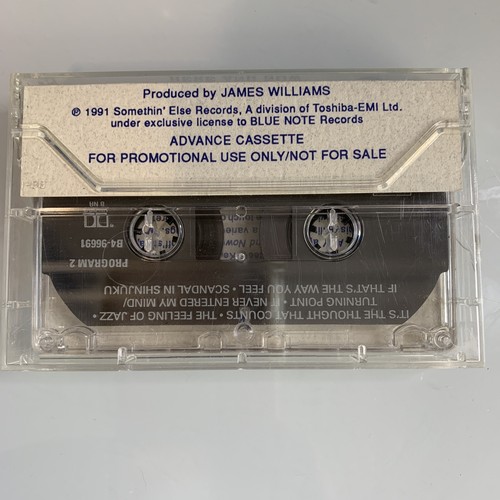 Produced by JAMES WILLIAMS
℗ 1991 Somethin' Else Records, A division of Toshiba-EMI Ltd.
under exclusive license to BLUE NOTE Records
ADVANCE CASSETTE
FOR PROMOTIONAL USE ONLY/NOT FOR SALE
IT'S THE THOUGHT THAT COUNTS • THE FEELING OF JAZZ •
TURNING POINT • IT NEVER ENTERED MY MIND/
IF THAT'S THE WAY YOU FEEL • SCANDAL IN SHINJUKU
PROGRAM 2
B4-96691
B NR